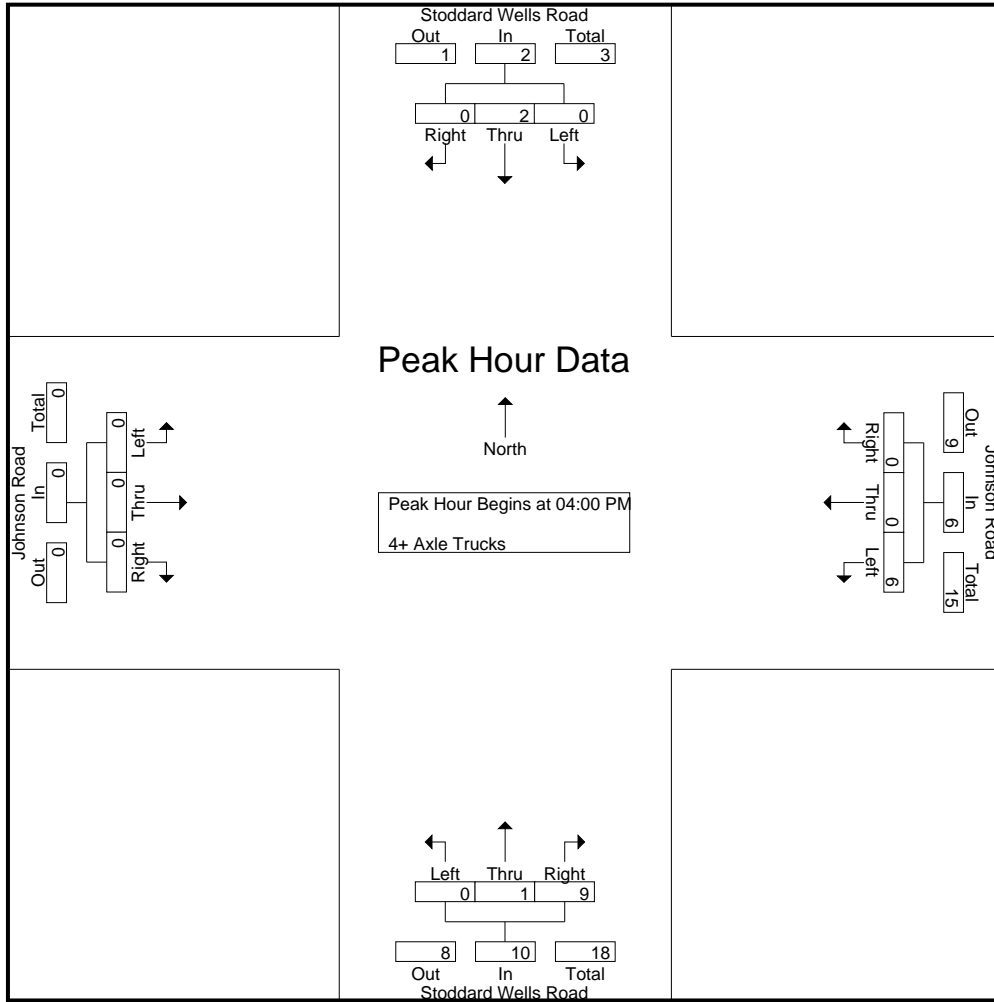 Stoddard Wells Road
Out In Total
1 2 3
0 2 0
Right Thru Left
Peak Hour Data
North
Peak Hour Begins at 04:00 PM
4+ Axle Trucks
Johnson Road
Out In Total
0 0 0
0 0 0
Right Thru Left
Johnson Road
Out In Total
9 6 15
0 0 6
Right Thru Left
Left Thru Right
0 1 9
8 10 18
Out In Total
Stoddard Wells Road